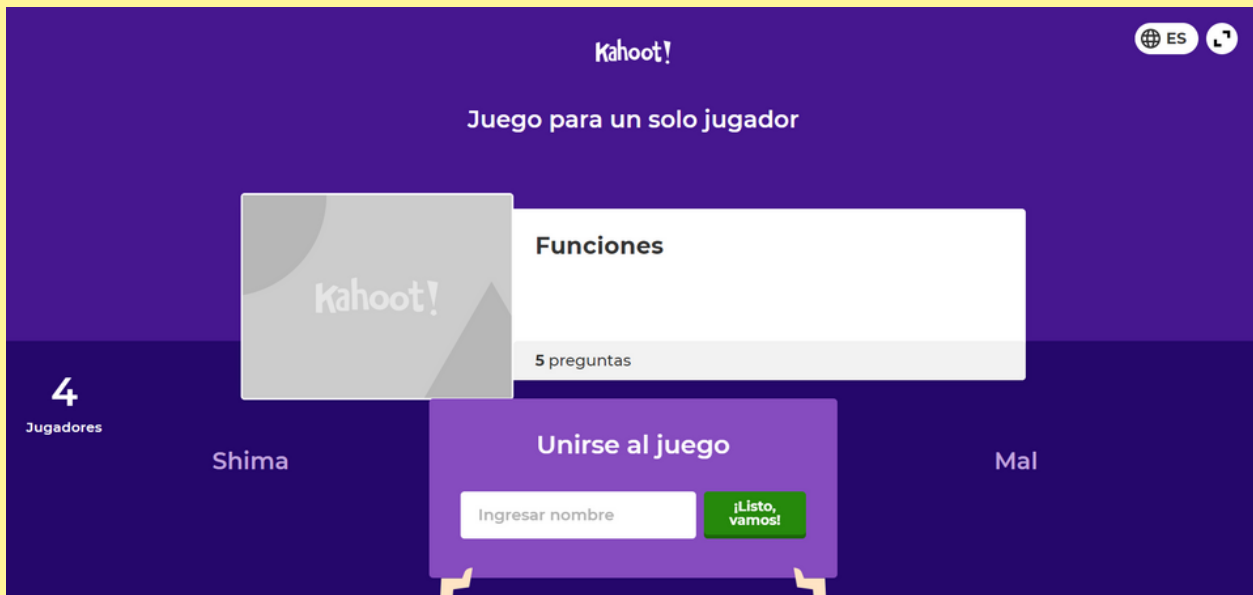 Kahoot!
ES
Juego para un solo jugador
Kahoot!
Funciones
5 preguntas
4
Jugadores
Shima
Mal
Unirse al juego
Ingresar nombre
¡Listo,
vamos!